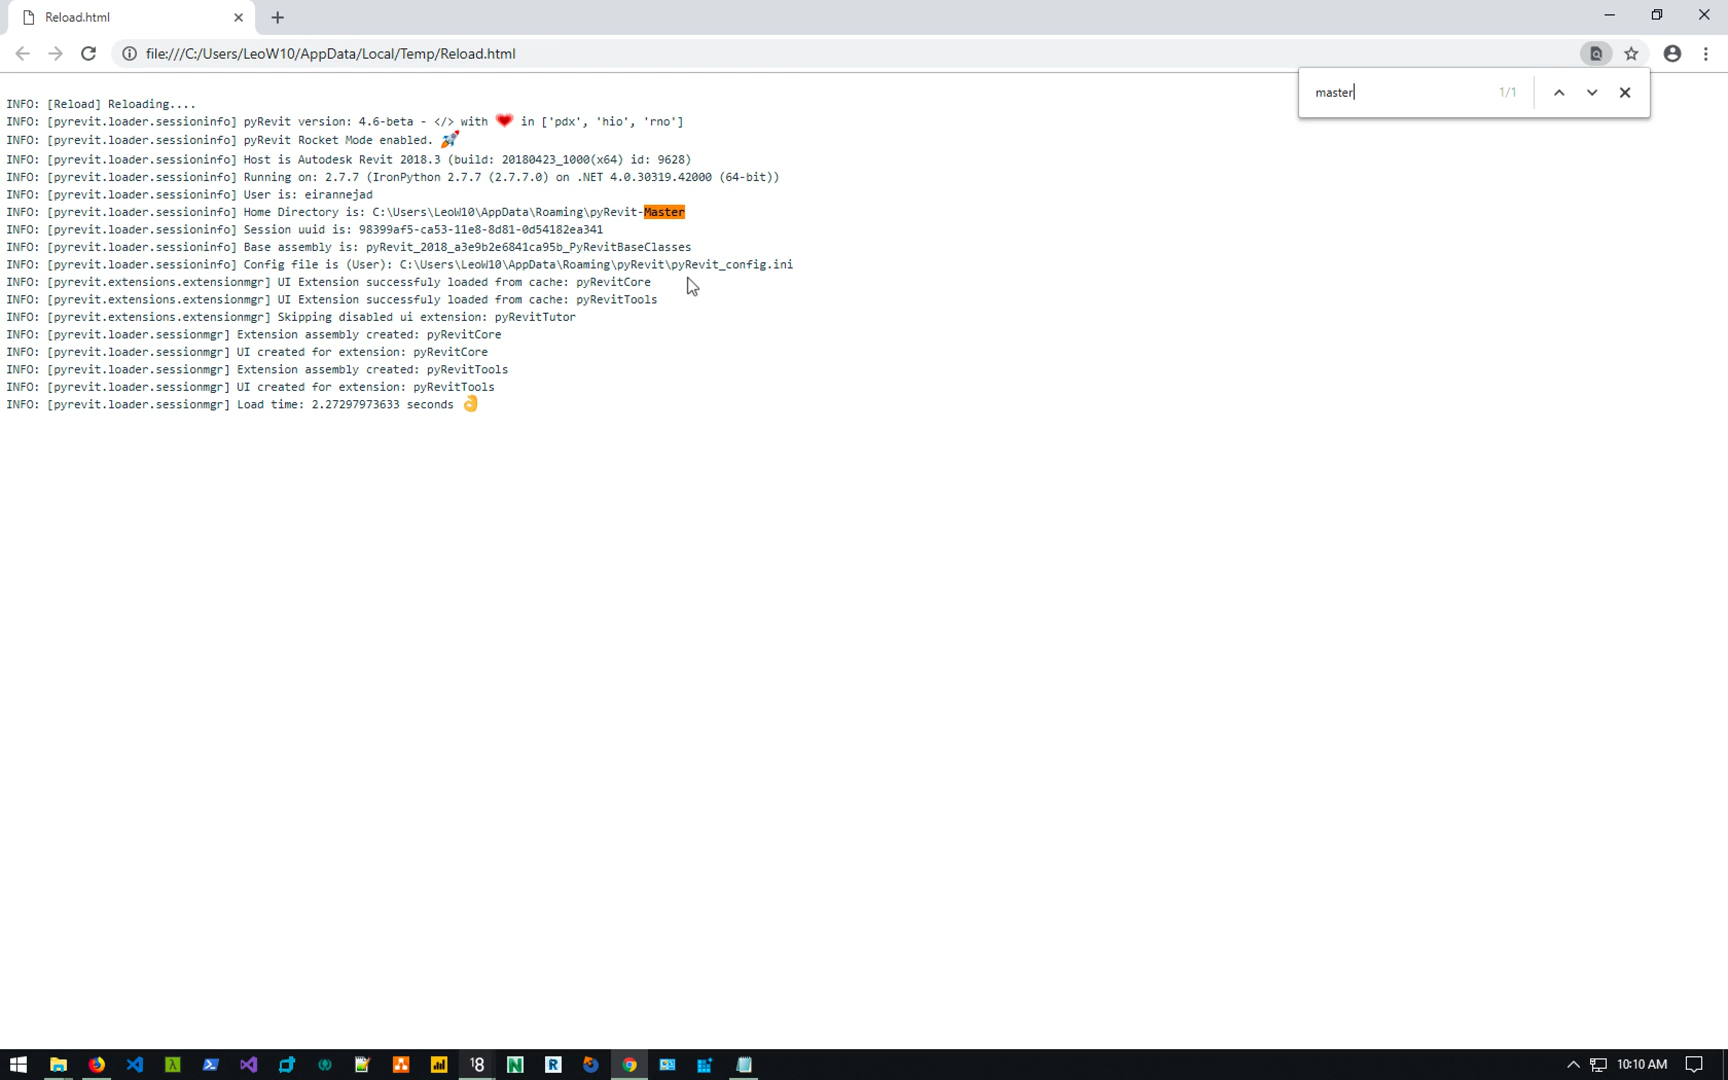 Reload.html
file:///C:/Users/LeoW10/AppData/Local/Temp/Reload.html
master 1/1
INFO: [Reload] Reloading....
INFO: [pyrevit.loader.sessioninfo] pyRevit version: 4.6-beta - </> with ❤ in ['pdx', 'hio', 'rno']
INFO: [pyrevit.loader.sessioninfo] pyRevit Rocket Mode enabled. 🚀
INFO: [pyrevit.loader.sessioninfo] Host is Autodesk Revit 2018.3 (build: 20180423_1000(x64) id: 9628)
INFO: [pyrevit.loader.sessioninfo] Running on: 2.7.7 (IronPython 2.7.7 (2.7.7.0) on .NET 4.0.30319.42000 (64-bit))
INFO: [pyrevit.loader.sessioninfo] User is: eirannejad
INFO: [pyrevit.loader.sessioninfo] Home Directory is: C:\Users\LeoW10\AppData\Roaming\pyRevit-Master
INFO: [pyrevit.loader.sessioninfo] Session uuid is: 98399af5-ca53-11e8-8d81-0d54182ea341
INFO: [pyrevit.loader.sessioninfo] Base assembly is: pyRevit_2018_a3e9b2e6841ca95b_PyRevitBaseClasses
INFO: [pyrevit.loader.sessioninfo] Config file is (User): C:\Users\LeoW10\AppData\Roaming\pyRevit\pyRevit_config.ini
INFO: [pyrevit.extensions.extensionmgr] UI Extension successfuly loaded from cache: pyRevitCore
INFO: [pyrevit.extensions.extensionmgr] UI Extension successfuly loaded from cache: pyRevitTools
INFO: [pyrevit.extensions.extensionmgr] Skipping disabled ui extension: pyRevitTutor
INFO: [pyrevit.loader.sessionmgr] Extension assembly created: pyRevitCore
INFO: [pyrevit.loader.sessionmgr] UI created for extension: pyRevitCore
INFO: [pyrevit.loader.sessionmgr] Extension assembly created: pyRevitTools
INFO: [pyrevit.loader.sessionmgr] UI created for extension: pyRevitTools
INFO: [pyrevit.loader.sessionmgr] Load time: 2.27297973633 seconds 👌
18 N R 10:10 AM